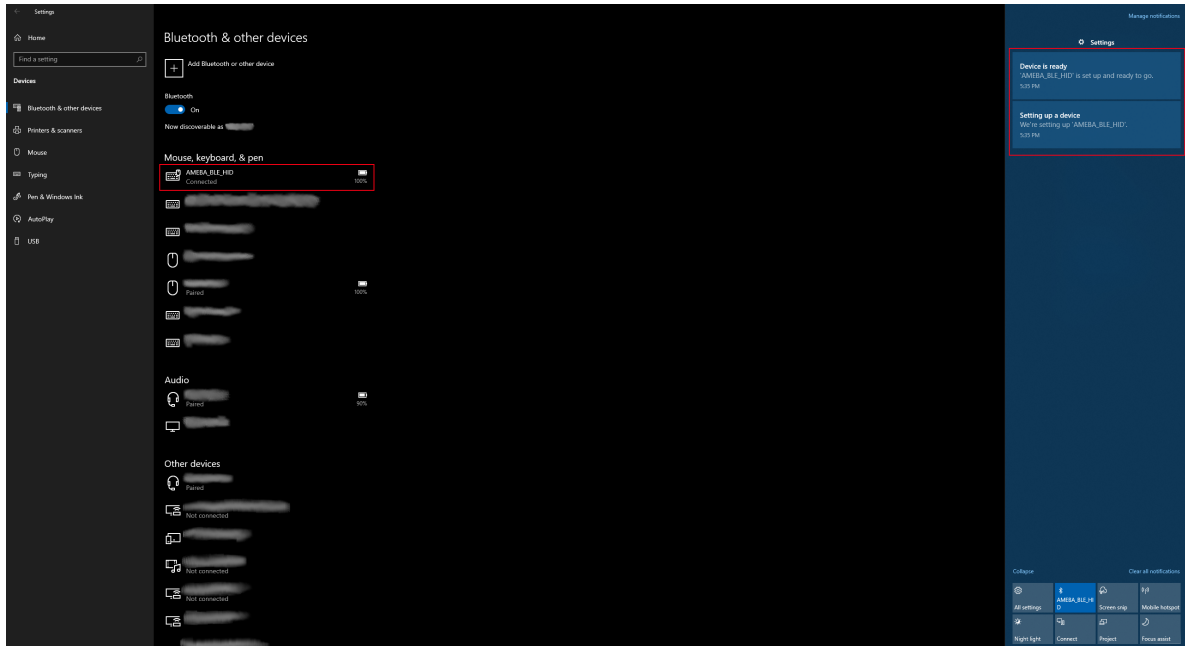 Settings
Home
Find a setting
Devices
Bluetooth & other devices
Printers & scanners
Mouse
Typing
Pen & Windows Ink
AutoPlay
USB
Bluetooth & other devices
Add Bluetooth or other device
Bluetooth
On
Now discoverable as
Mouse, keyboard, & pen
AMEBA_BLE_HID
Connected
100%
Paired
100%
Audio
Paired
90%
Other devices
Paired
Not connected
Not connected
Not connected
Manage notifications
Settings
Device is ready
'AMEBA_BLE_HID' is set up and ready to go.
5:35 PM
Setting up a device
We're setting up 'AMEBA_BLE_HID'.
5:35 PM
Collapse
Clear all notifications
All settings
AMEBA_BLE_HI
D
Screen snip
Mobile hotspot
Night light
Connect
Project
Focus assist